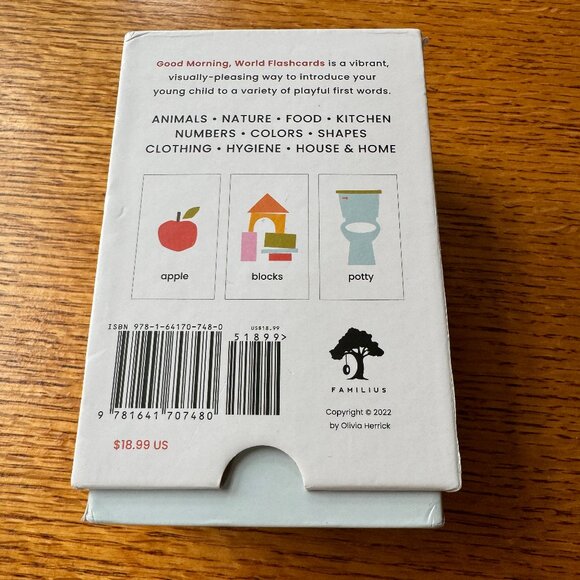 Good Morning, World Flashcards is a vibrant,
visually-pleasing way to introduce your
young child to a variety of playful first words.
ANIMALS • NATURE • FOOD • KITCHEN
NUMBERS • COLORS • SHAPES
CLOTHING • HYGIENE • HOUSE & HOME
apple
blocks
potty
ISBN 978-1-64170-748-0
US$18.99
51899>
9 781641 707480
FAMILIUS
Copyright © 2022
by Olivia Herrick
$18.99 US